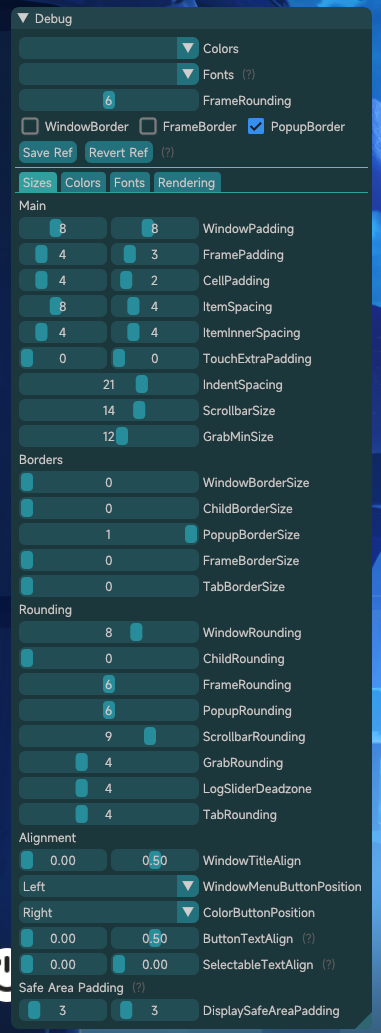 Debug
Colors
Fonts (?)
6 FrameRounding
WindowBorder FrameBorder PopupBorder
Save Ref Revert Ref (?)
Sizes Colors Fonts Rendering
Main
8 8 WindowPadding
4 3 FramePadding
4 2 CellPadding
8 4 ItemSpacing
4 4 ItemInnerSpacing
0 0 TouchExtraPadding
21 IndentSpacing
14 ScrollbarSize
12 GrabMinSize
Borders
0 WindowBorderSize
0 ChildBorderSize
1 PopupBorderSize
0 FrameBorderSize
0 TabBorderSize
Rounding
8 WindowRounding
0 ChildRounding
6 FrameRounding
6 PopupRounding
9 ScrollbarRounding
4 GrabRounding
4 LogSliderDeadzone
4 TabRounding
Alignment
0.00 0.50 WindowTitleAlign
Left WindowMenuButtonPosition
Right ColorButtonPosition
0.00 0.50 ButtonTextAlign (?)
0.00 0.00 SelectableTextAlign (?)
Safe Area Padding (?)
3 3 DisplaySafeAreaPadding